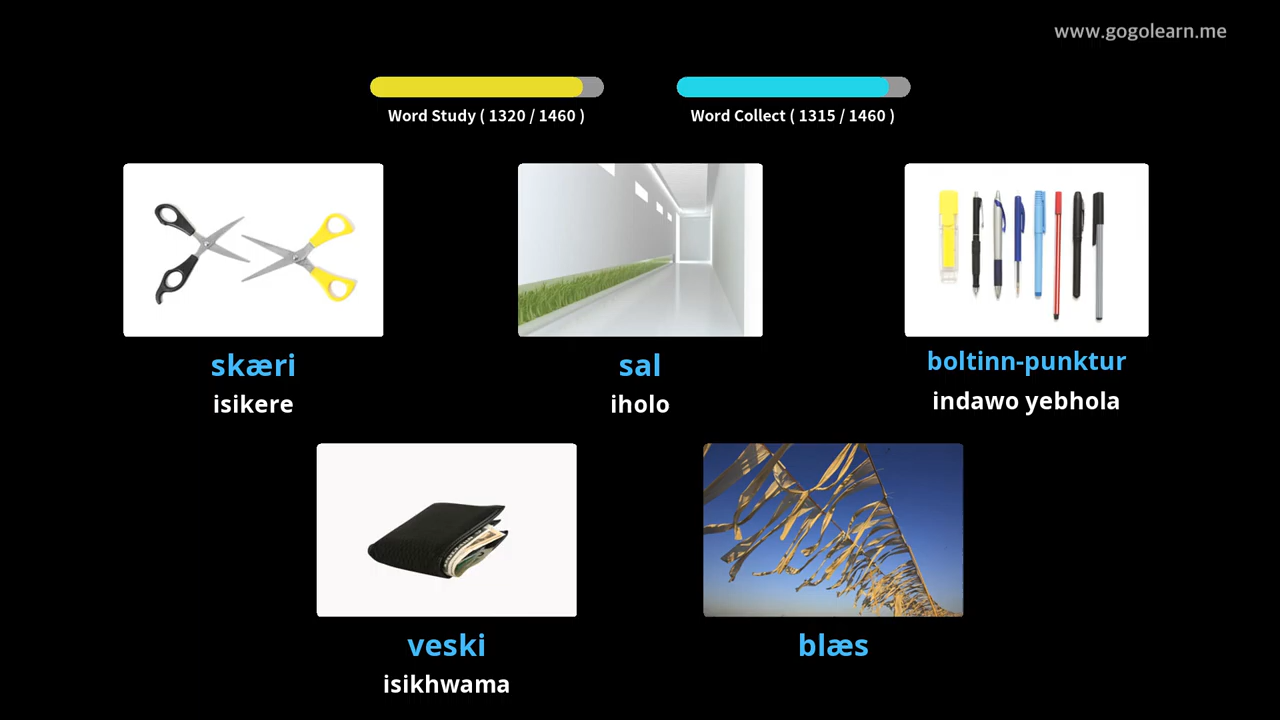 www.gogolearn.me
Word Study ( 1320 / 1460 )
Word Collect ( 1315 / 1460 )
skæri
isikere
sal
iholo
boltinn-punktur
indawo yebhola
veski
isikhwama
blæs